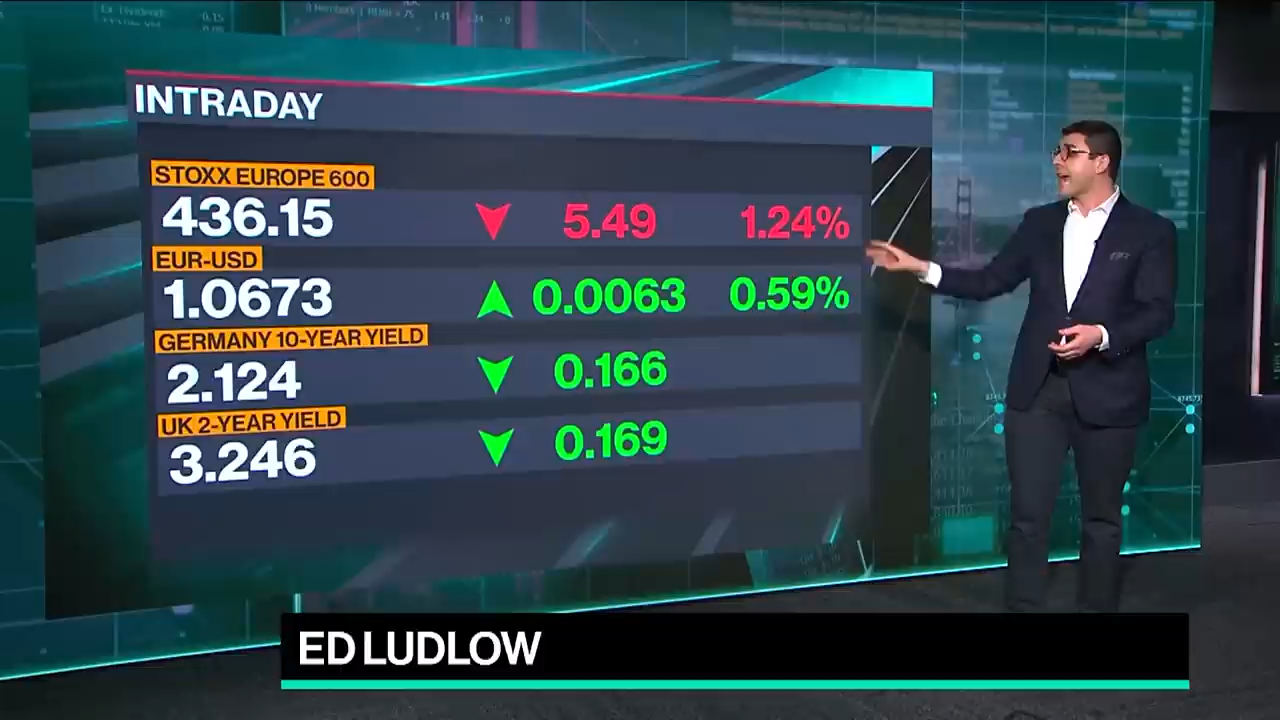 INTRADAY
STOXX EUROPE 600
436.15 5.49 1.24%
EUR-USD
1.0673 0.0063 0.59%
GERMANY 10-YEAR YIELD
2.124 0.166
UK 2-YEAR YIELD
3.246 0.169
ED LUDLOW